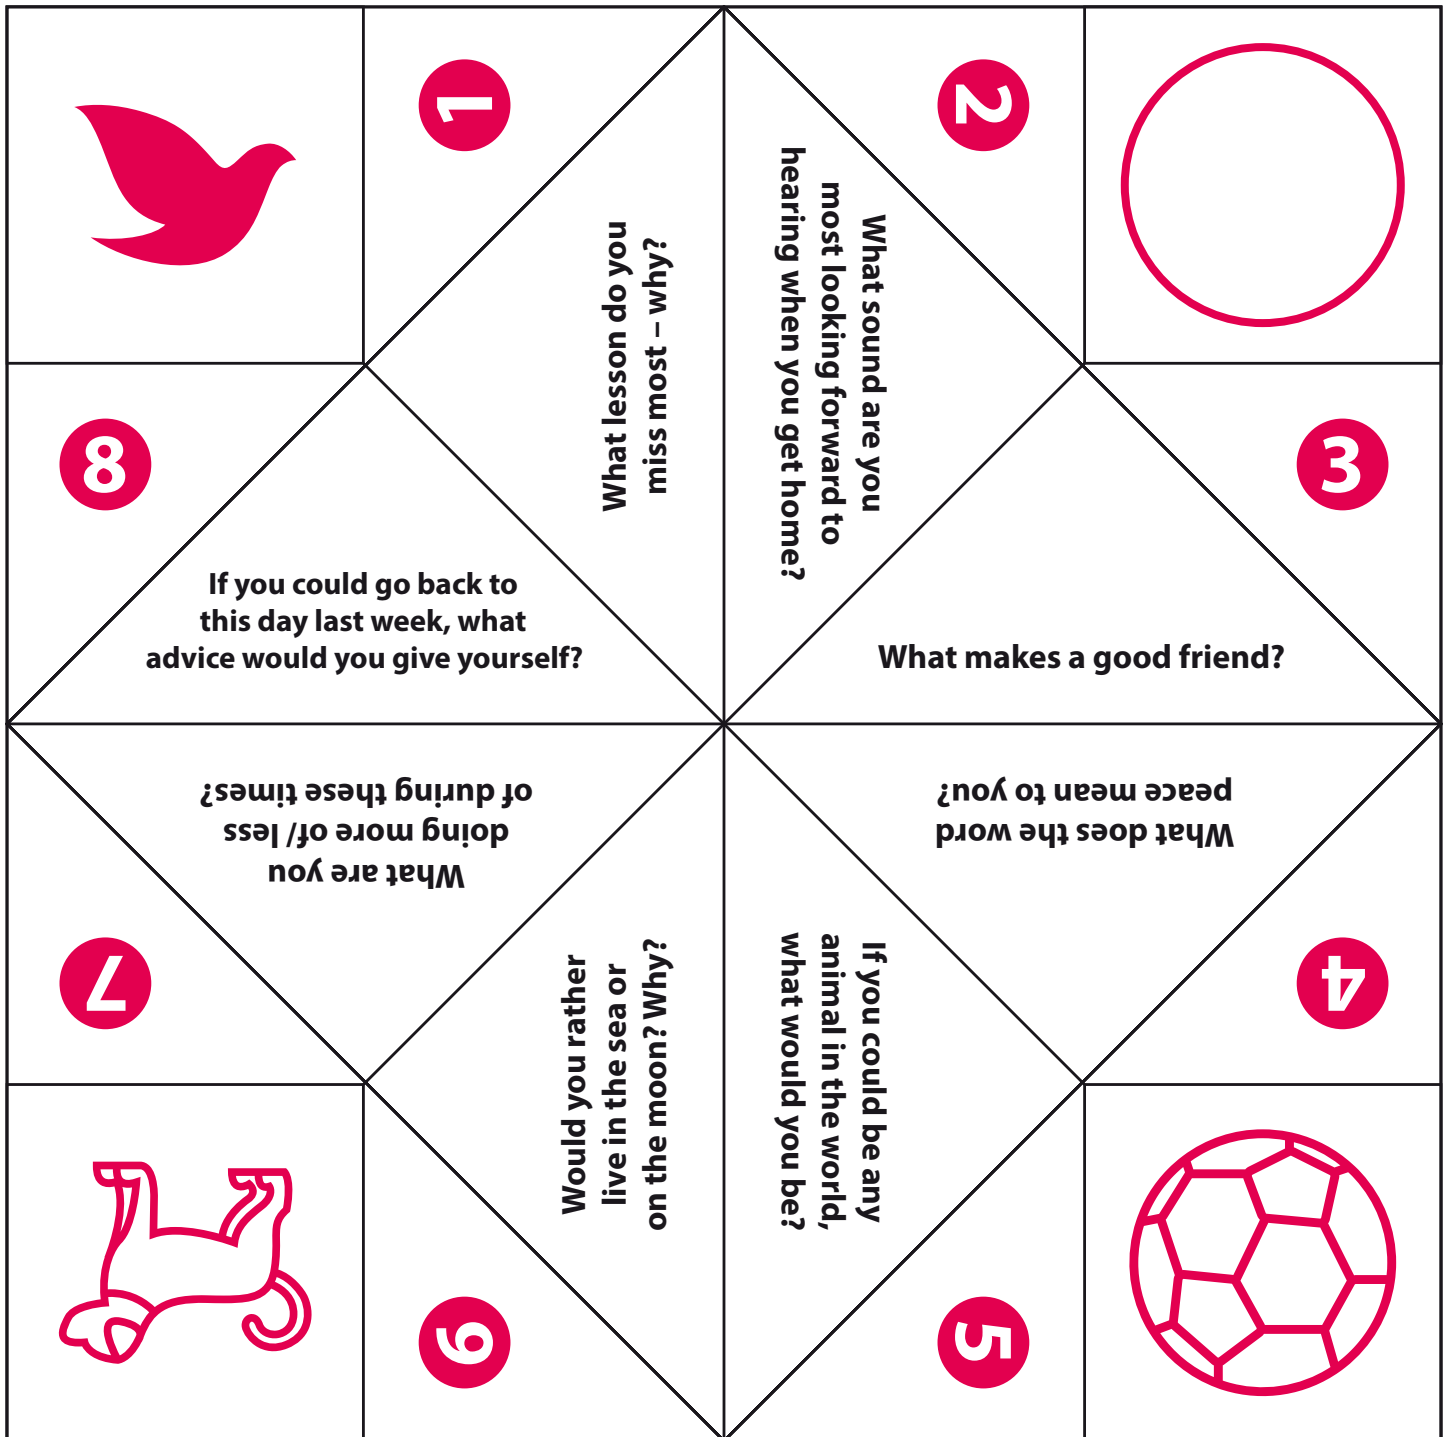 1
What lesson do you
miss most – why?
2
What sound are you
most looking forward to
hearing when you get home?
3
What makes a good friend?
4
What does the word
peace mean to you?
5
If you could be any
animal in the world,
what would you be?
6
Would you rather
live in the sea or
on the moon? Why?
7
What are you
doing more of/ less
of during these times?
8
If you could go back to
this day last week, what
advice would you give yourself?